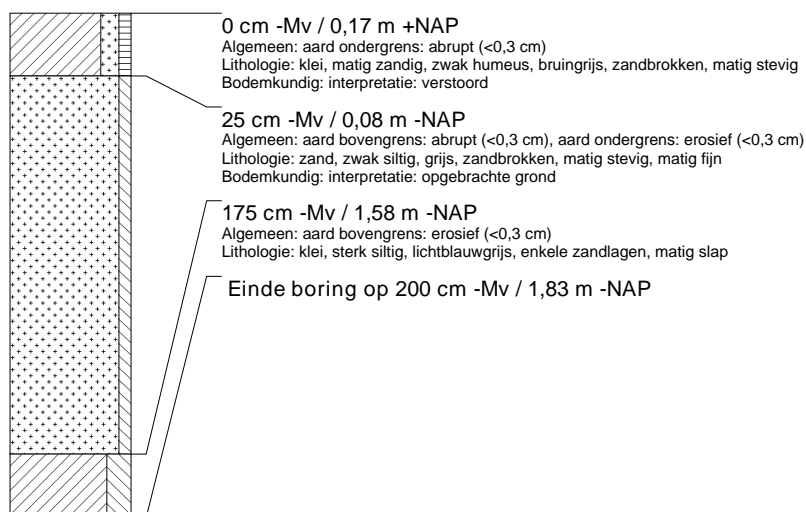 0 cm -Mv / 0,17 m +NAP
Algemeen: aard ondergrens: abrupt (<0,3 cm)
Lithologie: klei, matig zandig, zwak humeus, bruingrijs, zandbrokken, matig stevig
Bodemkundig: interpretatie: verstoord
25 cm -Mv / 0,08 m -NAP
Algemeen: aard bovengrens: abrupt (<0,3 cm), aard ondergrens: erosief (<0,3 cm)
Lithologie: zand, zwak siltig, grijs, zandbrokken, matig stevig, matig fijn
Bodemkundig: interpretatie: opgebrachte grond
175 cm -Mv / 1,58 m -NAP
Algemeen: aard bovengrens: erosief (<0,3 cm)
Lithologie: klei, sterk siltig, lichtblauwgrijs, enkele zandlagen, matig slap
Einde boring op 200 cm -Mv / 1,83 m -NAP